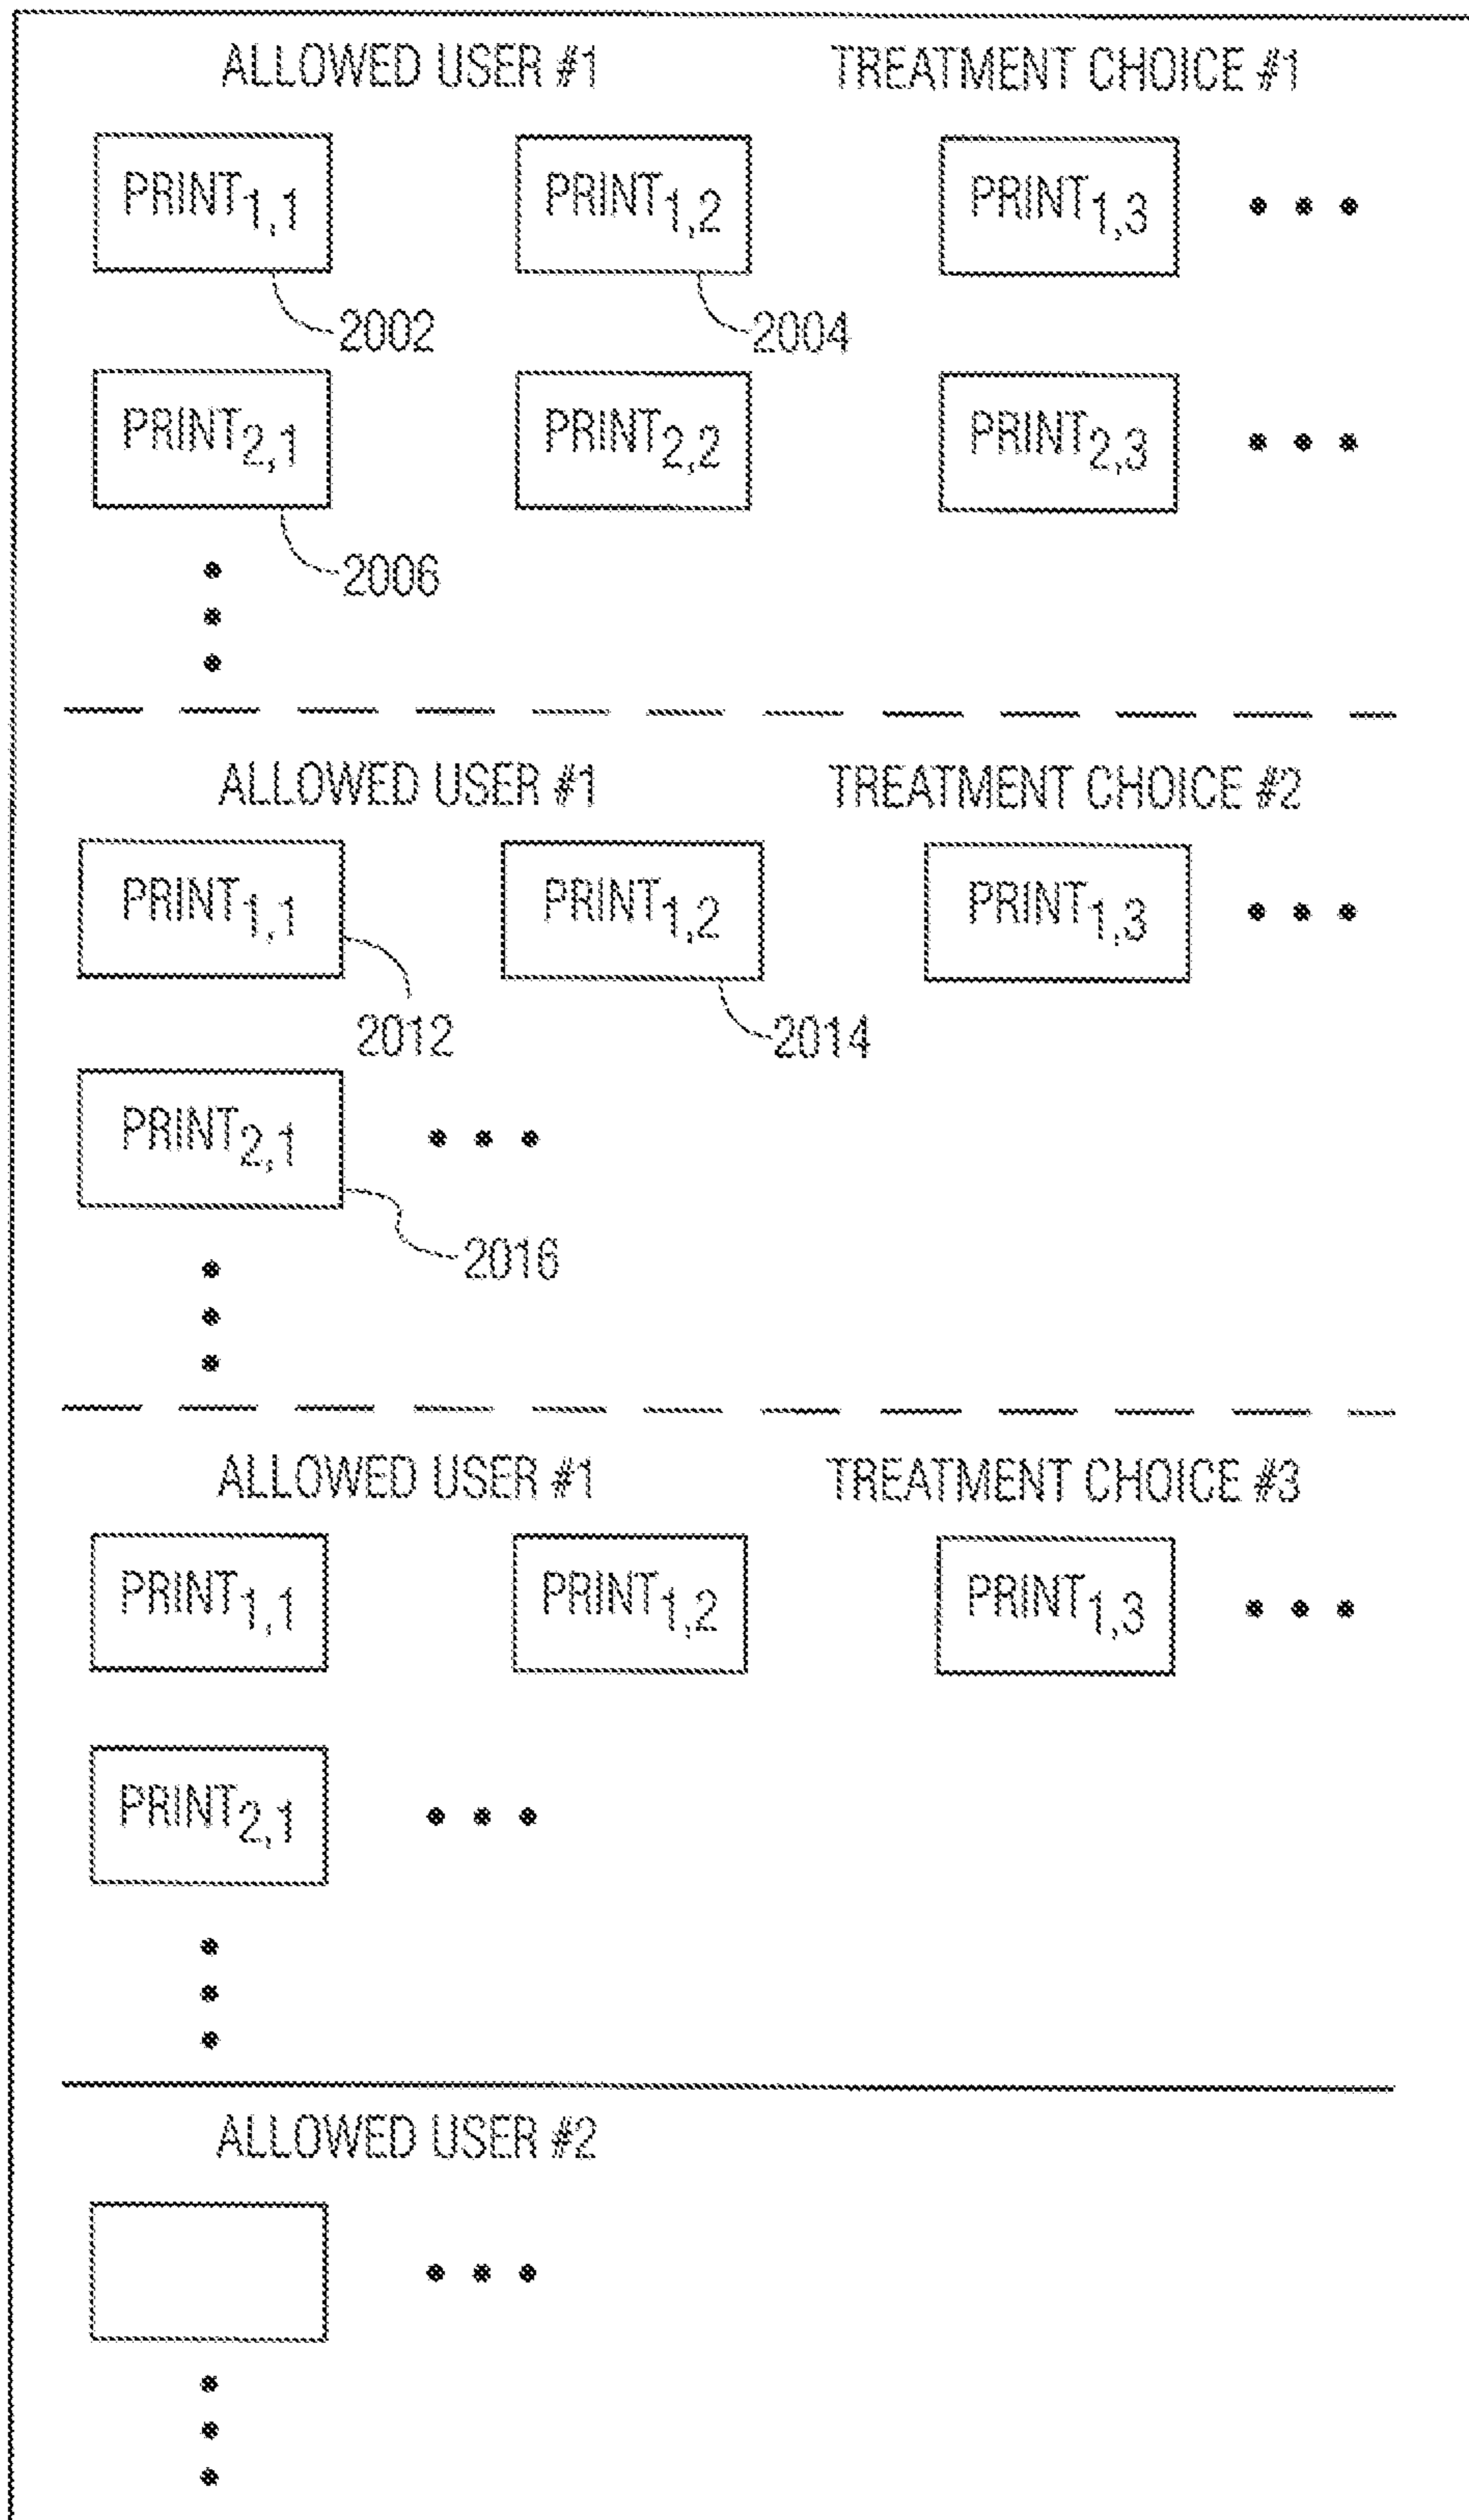 ALLOWED USER #1 TREATMENT CHOICE #1
PRINT1,1 PRINT1,2 PRINT1,3
2002 2004
PRINT2,1 PRINT2,2 PRINT2,3
2006
ALLOWED USER #1 TREATMENT CHOICE #2
PRINT1,1 PRINT1,2 PRINT1,3
2012 2014
PRINT2,1
2016
ALLOWED USER #1 TREATMENT CHOICE #3
PRINT1,1 PRINT1,2 PRINT1,3
PRINT2,1
ALLOWED USER #2